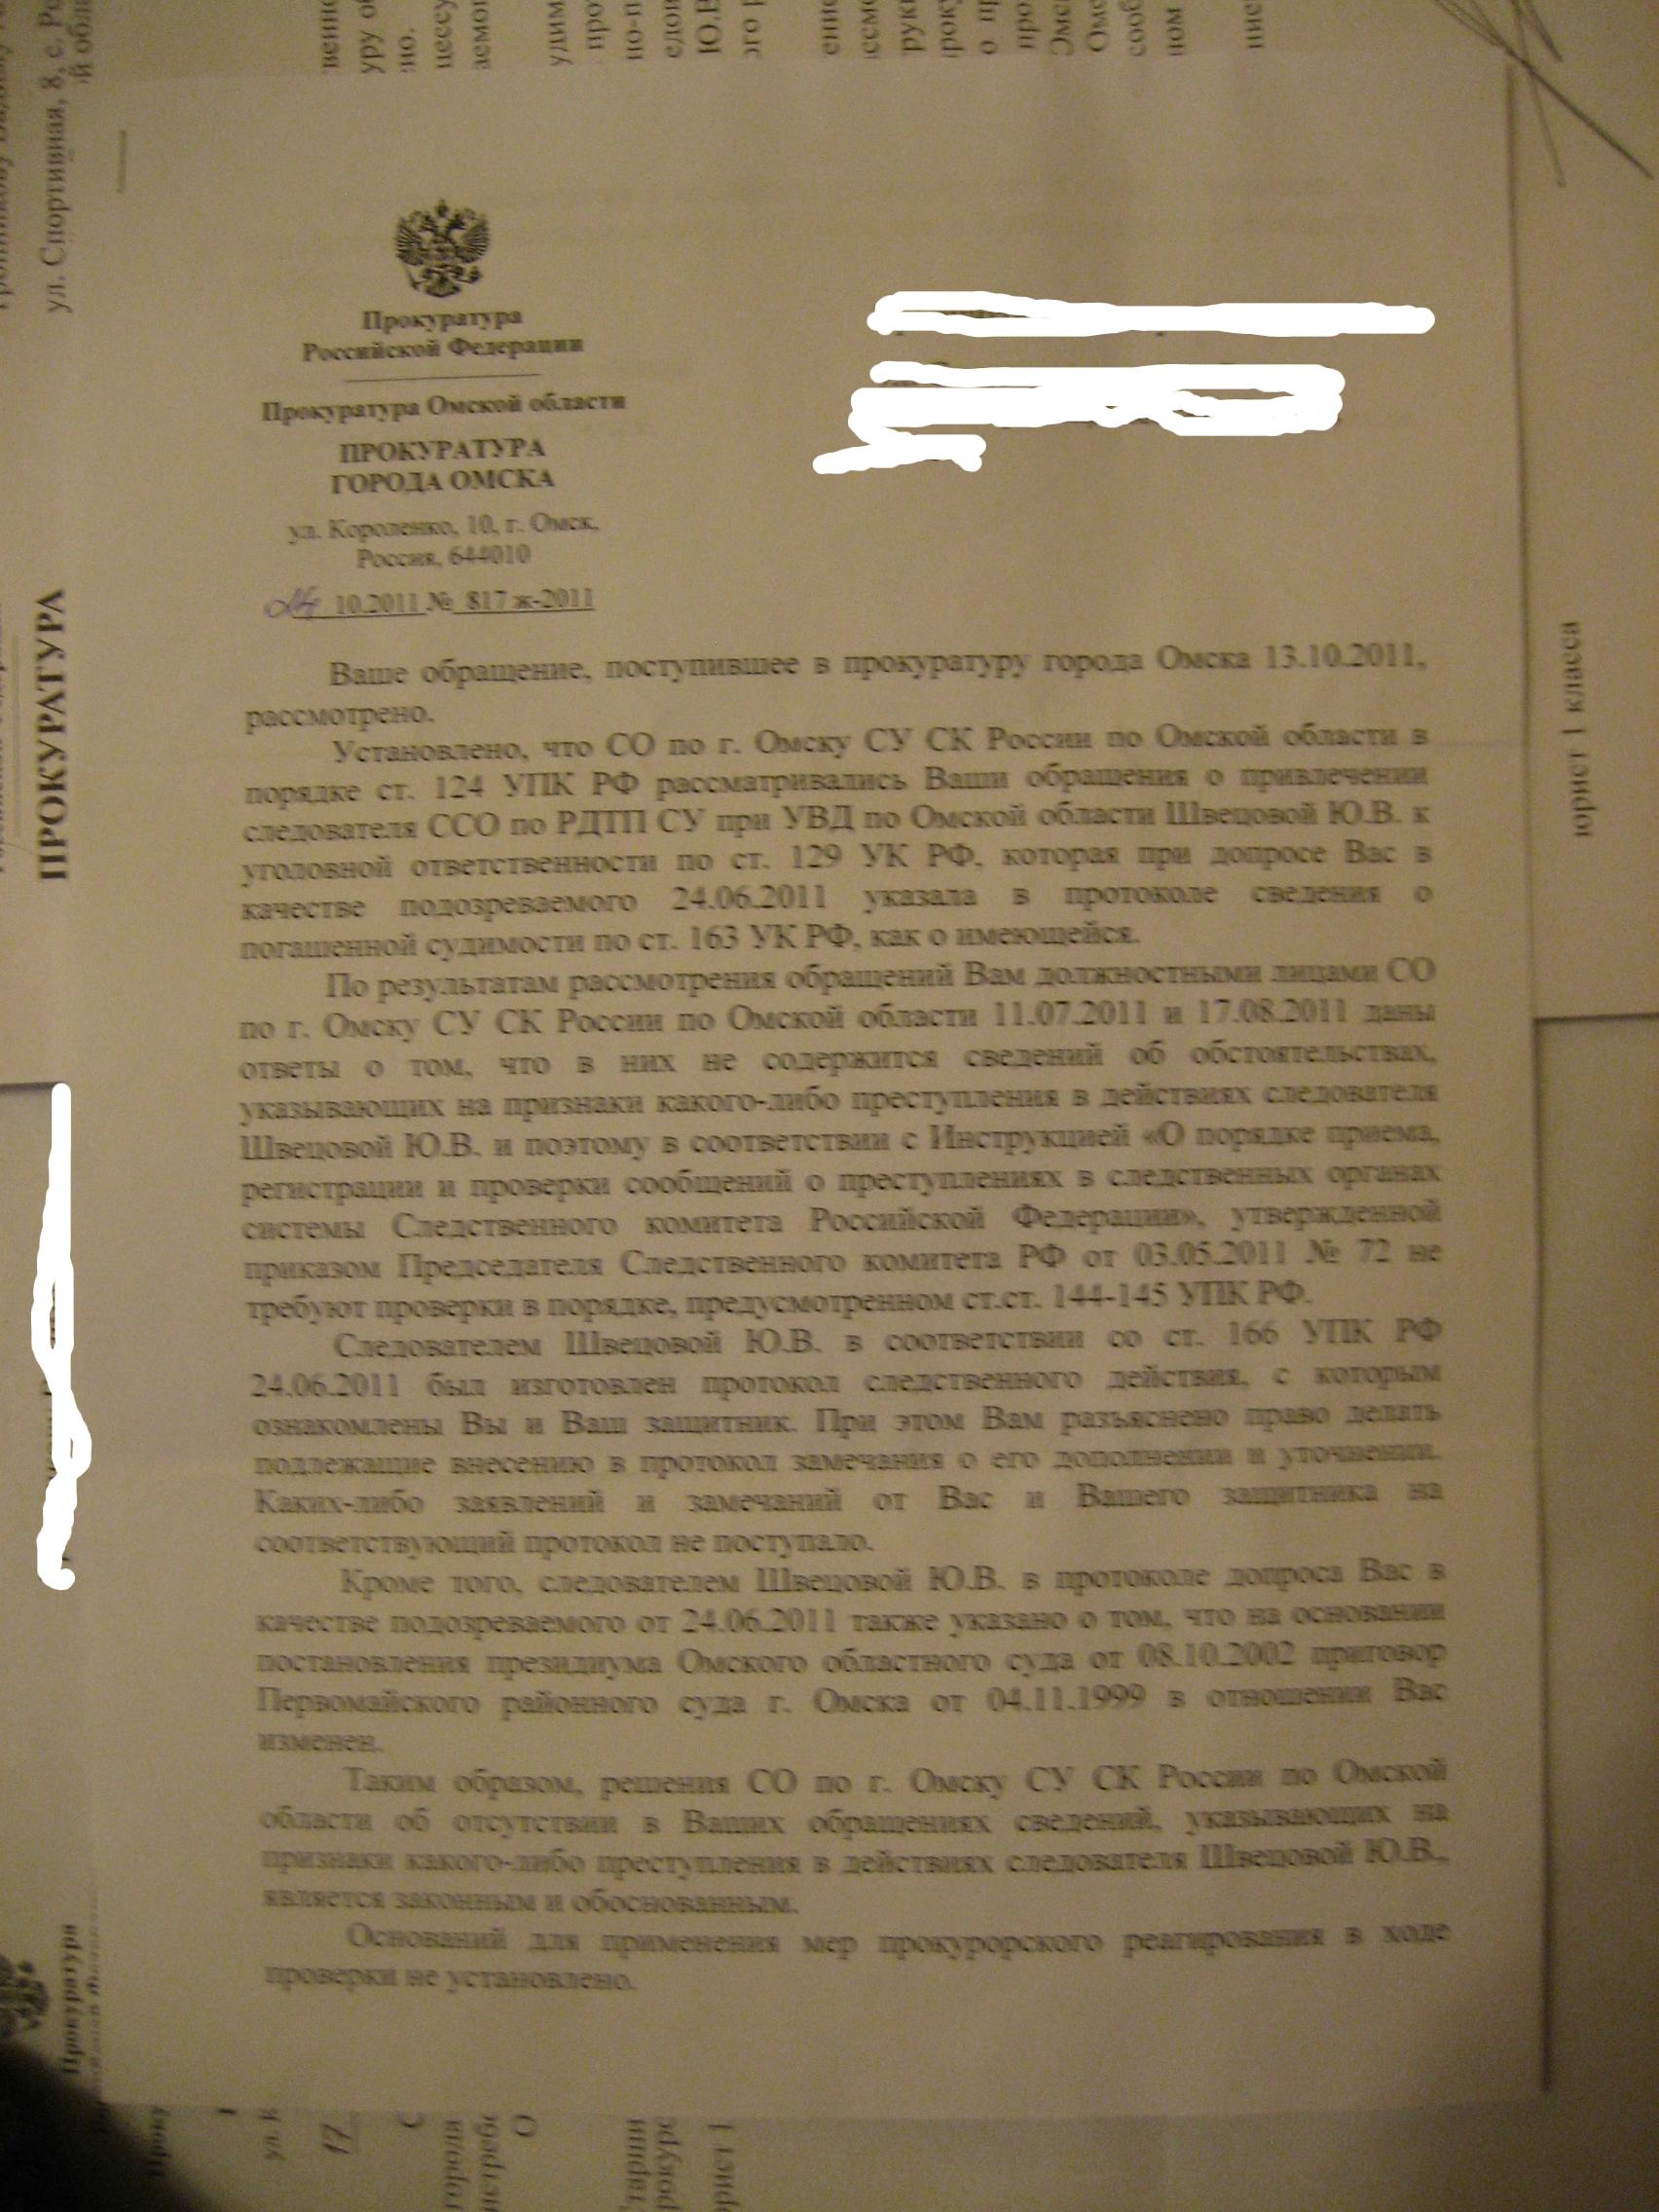 Прокуратура
Российской Федерации
Прокуратура Омской области
ПРОКУРАТУРА
ГОРОДА ОМСКА
ул. Короленко, 10, г. Омск,
Россия, 644010
10.2011 № 817 ж-2011
Ваше обращение, поступившее в прокуратуру города Омска 13.10.2011,
рассмотрено.
Установлено, что СО по г. Омску СУ СК России по Омской области в
порядке ст. 124 УПК РФ рассматривались Ваши обращения о привлечении
следователя ССО по РДТП СУ при УВД по Омской области Швецовой Ю.В. к
уголовной ответственности по ст. 129 УК РФ, которая при допросе Вас в
качестве подозреваемого 24.06.2011 указала в протоколе сведения о
погашенной судимости по ст. 163 УК РФ, как о имеющейся.
По результатам рассмотрения обращений Вам должностными лицами СО
по г. Омску СУ СК России по Омской области 11.07.2011 и 17.08.2011 даны
ответы о том, что в них не содержится сведений об обстоятельствах,
указывающих на признаки какого-либо преступления в действиях следователя
Швецовой Ю.В. и поэтому в соответствии с Инструкцией «О порядке приема,
регистрации и проверки сообщений о преступлениях в следственных органах
системы Следственного комитета Российской Федерации», утвержденной
приказом Председателя Следственного комитета РФ от 03.05.2011 № 72 не
требуют проверки в порядке, предусмотренном ст.ст. 144-145 УПК РФ.
Следователем Швецовой Ю.В. в соответствии со ст. 166 УПК РФ
24.06.2011 был изготовлен протокол следственного действия, с которым
ознакомлены Вы и Ваш защитник. При этом Вам разъяснено право делать
подлежащие внесению в протокол замечания о его дополнении и уточнении.
Каких-либо заявлений и замечаний от Вас и Вашего защитника на
соответствующий протокол не поступало.
Кроме того, следователем Швецовой Ю.В. в протоколе допроса Вас в
качестве подозреваемого от 24.06.2011 также указано о том, что на основании
постановления президиума Омского областного суда от 08.10.2002 приговор
Первомайского районного суда г. Омска от 04.11.1999 в отношении Вас
изменен.
Таким образом, решения СО по г. Омску СУ СК России по Омской
области об отсутствии в Ваших обращениях сведений, указывающих на
признаки какого-либо преступления в действиях следователя Швецовой Ю.В.,
является законным и обоснованным.
Оснований для применения мер прокурорского реагирования в ходе
проверки не установлено.
ул. Спортивная, 8, с.
ПРОКУРАТУРА
Прокуратура
юрист 1 класса